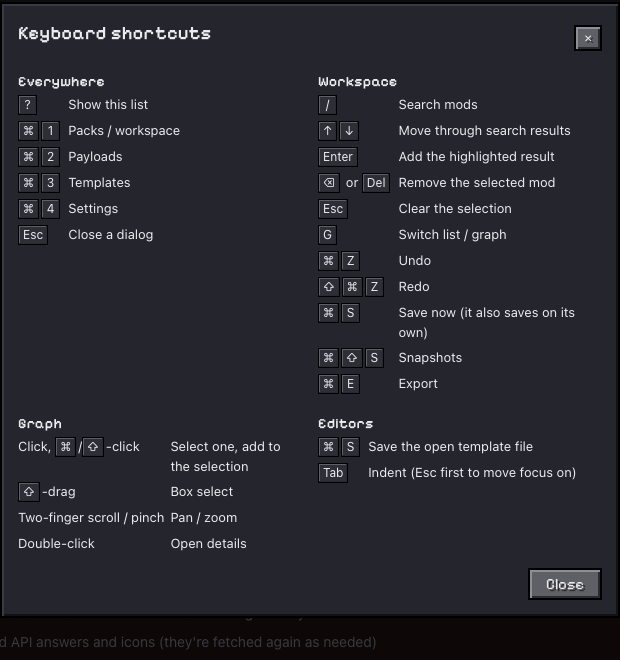 Keyboard shortcuts
×
Everywhere
? Show this list
⌘ 1 Packs / workspace
⌘ 2 Payloads
⌘ 3 Templates
⌘ 4 Settings
Esc Close a dialog
Workspace
/ Search mods
↑ ↓ Move through search results
Enter Add the highlighted result
⌫ or Del Remove the selected mod
Esc Clear the selection
G Switch list / graph
⌘ Z Undo
⇧ ⌘ Z Redo
⌘ S Save now (it also saves on its
own)
⌘ ⇧ S Snapshots
⌘ E Export
Graph
Click, ⌘ / ⇧ -click Select one, add to
the selection
⇧ -drag Box select
Two-finger scroll / pinch Pan / zoom
Double-click Open details
Editors
⌘ S Save the open template file
Tab Indent (Esc first to move focus on)
Close
API answers and icons (they're fetched again as needed)